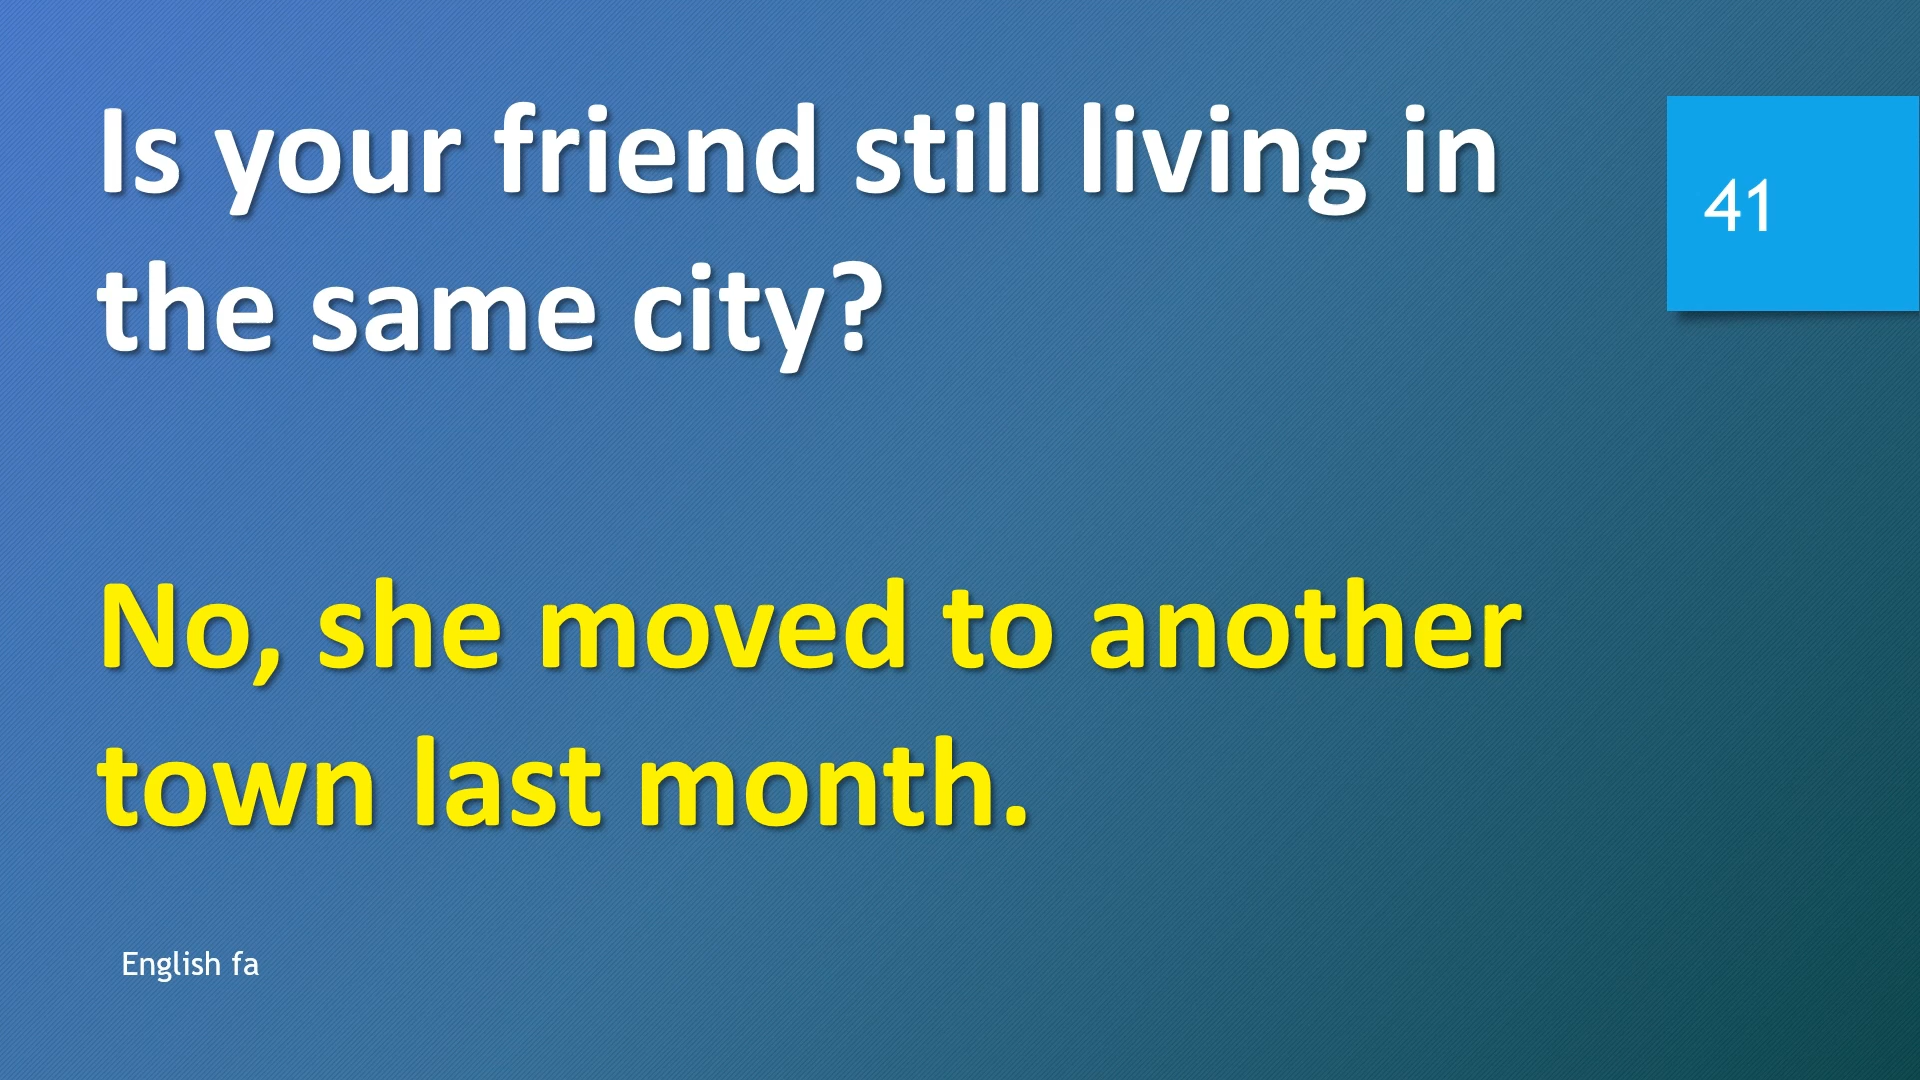 Is your friend still living in
the same city?
41
No, she moved to another
town last month.
English fa